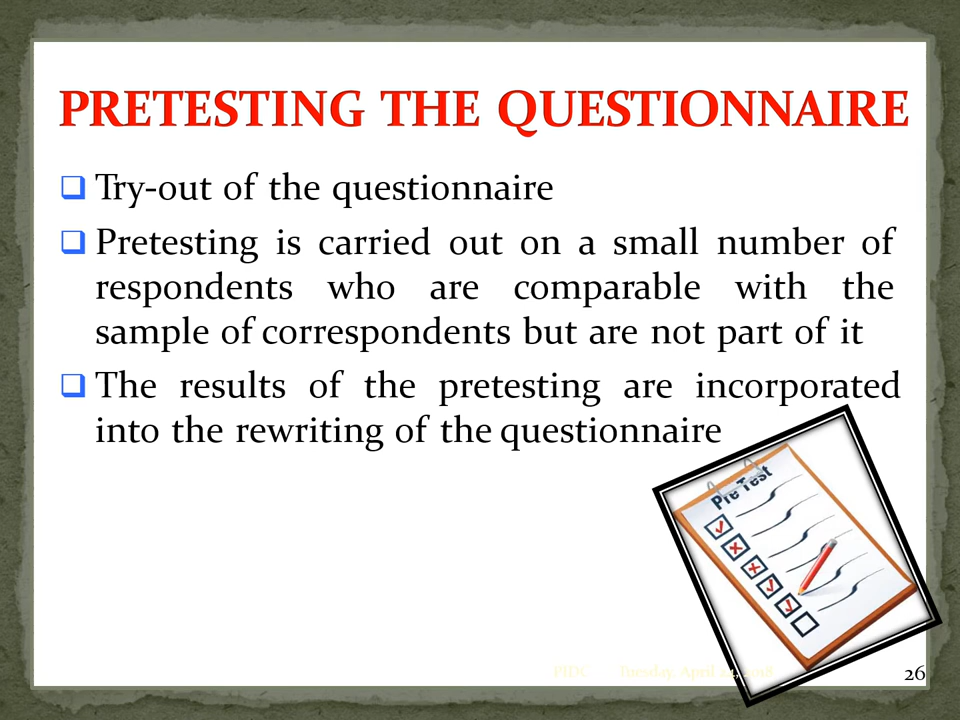 PRETESTING THE QUESTIONNAIRE
Try-out of the questionnaire
Pretesting is carried out on a small number of
respondents who are comparable with the
sample of correspondents but are not part of it
The results of the pretesting are incorporated
into the rewriting of the questionnaire
Pre Test
Tuesday, April
26